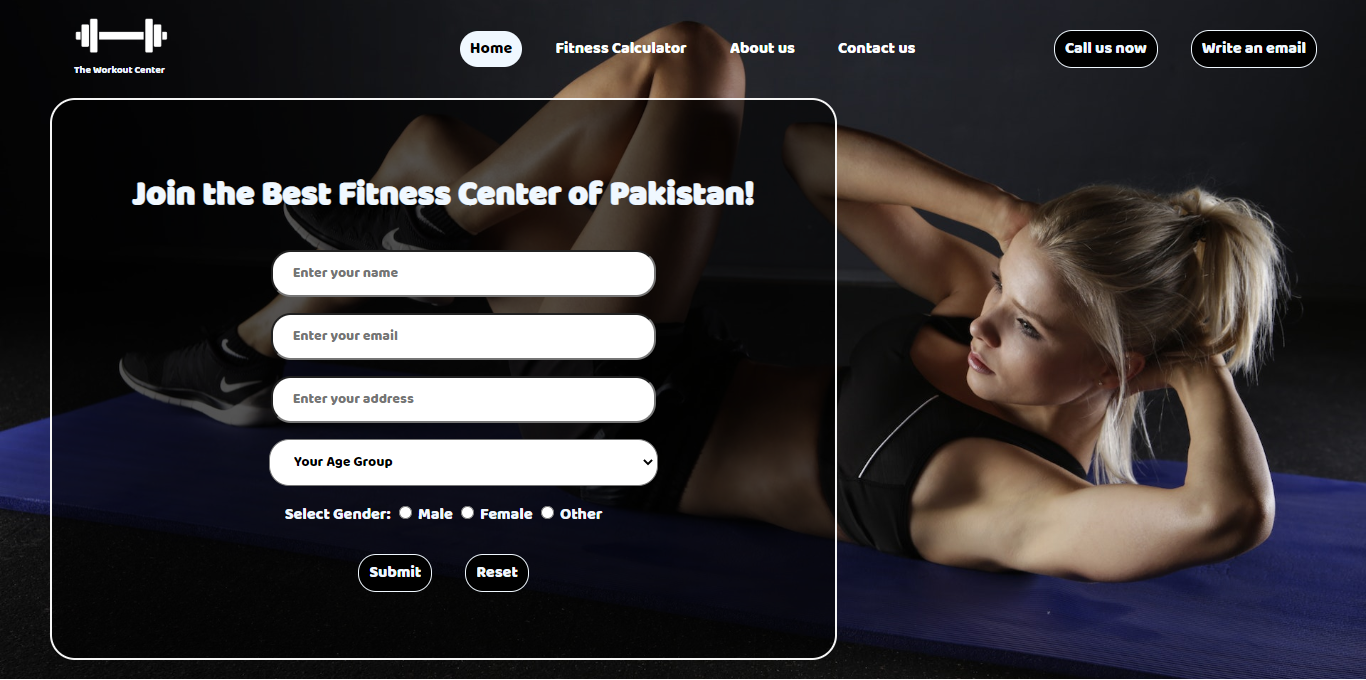 The Workout Center
Home
Fitness Calculator
About us
Contact us
Call us now
Write an email
Join the Best Fitness Center of Pakistan!
Enter your name
Enter your email
Enter your address
Your Age Group
Select Gender: Male Female Other
Submit
Reset